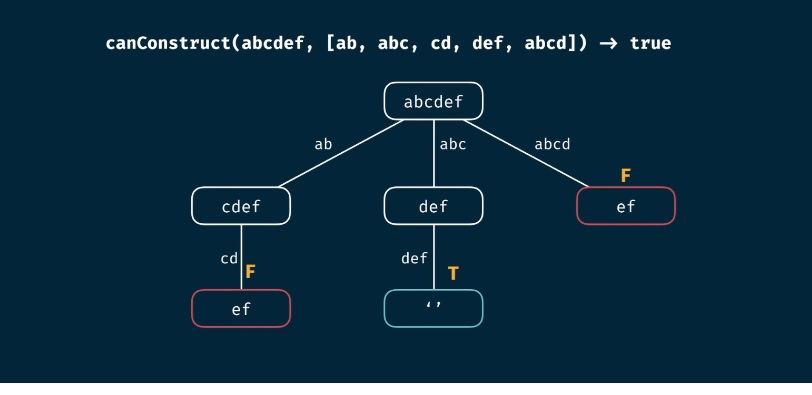 canConstruct(abcdef, [ab, abc, cd, def, abcd]) → true
abcdef
ab
abc
abcd
F
cdef
def
ef
cd
F
def
T
ef
‘’